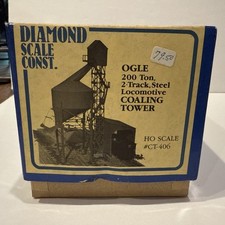 DIAMOND
SCALE
CONST.
OGLE
200 Ton,
2-Track, Steel
Locomotive
COALING
TOWER
HO SCALE
#CT-406